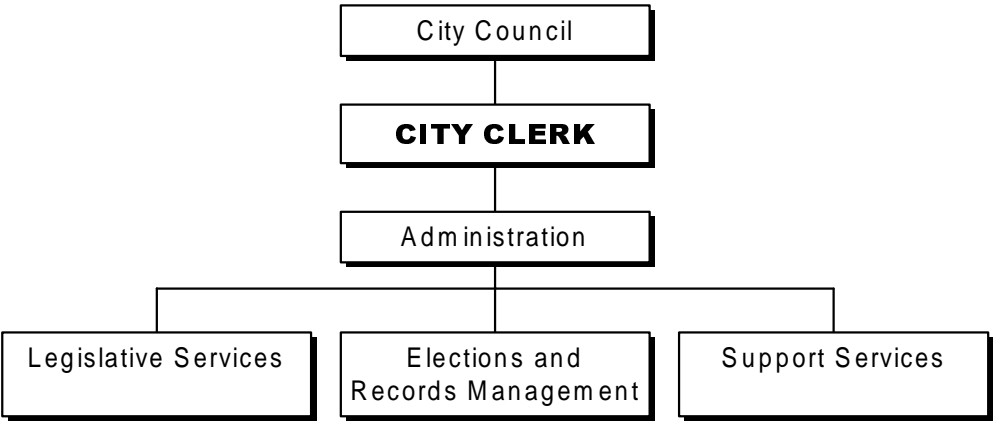 City Council
CITY CLERK
Administration
Legislative Services
Elections and
Records Management
Support Services